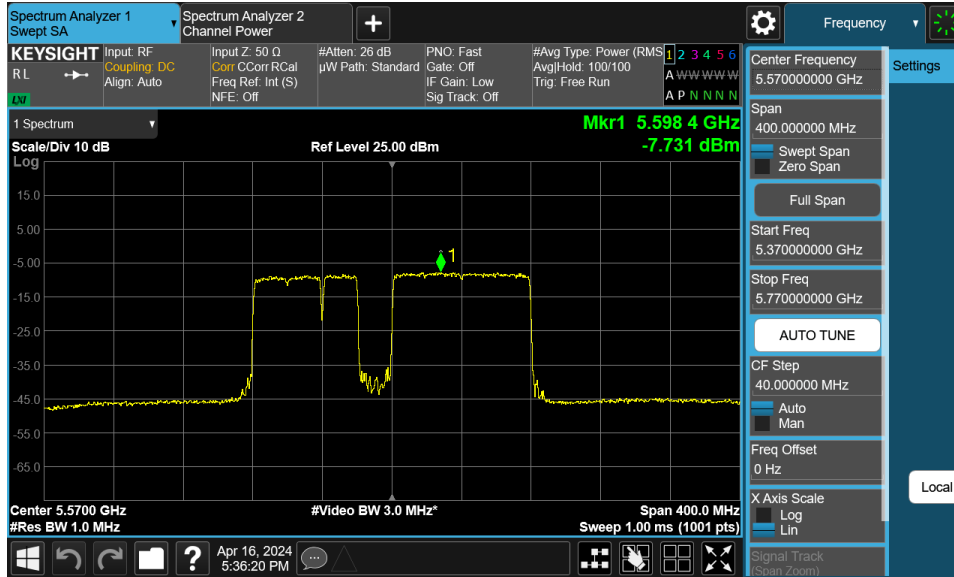 Spectrum Analyzer 1
Swept SA
Spectrum Analyzer 2
Channel Power
Frequency
KEYSIGHT
R L
LXI
Input: RF
Coupling: DC
Align: Auto
Input Z: 50 Ω
Corr CCorr RCal
Freq Ref: Int (S)
NFE: Off
#Atten: 26 dB
µW Path: Standard
PNO: Fast
Gate: Off
IF Gain: Low
Sig Track: Off
#Avg Type: Power (RMS
Avg|Hold: 100/100
Trig: Free Run
1 2 3 4 5 6
A W W W W W
A P N N N N
1 Spectrum
Mkr1 5.598 4 GHz
-7.731 dBm
Scale/Div 10 dB
Ref Level 25.00 dBm
Log
15.0
5.00
-5.00
-15.0
-25.0
-35.0
-45.0
-55.0
-65.0
1
Center 5.5700 GHz
#Video BW 3.0 MHz*
Span 400.0 MHz
#Res BW 1.0 MHz
Sweep 1.00 ms (1001 pts)
Apr 16, 2024
5:36:20 PM
Center Frequency
5.570000000 GHz
Span
400.000000 MHz
Swept Span
Zero Span
Full Span
Start Freq
5.370000000 GHz
Stop Freq
5.770000000 GHz
AUTO TUNE
CF Step
40.000000 MHz
Auto
Man
Freq Offset
0 Hz
X Axis Scale
Log
Lin
Signal Track
(Span Zoom)
Settings
Local